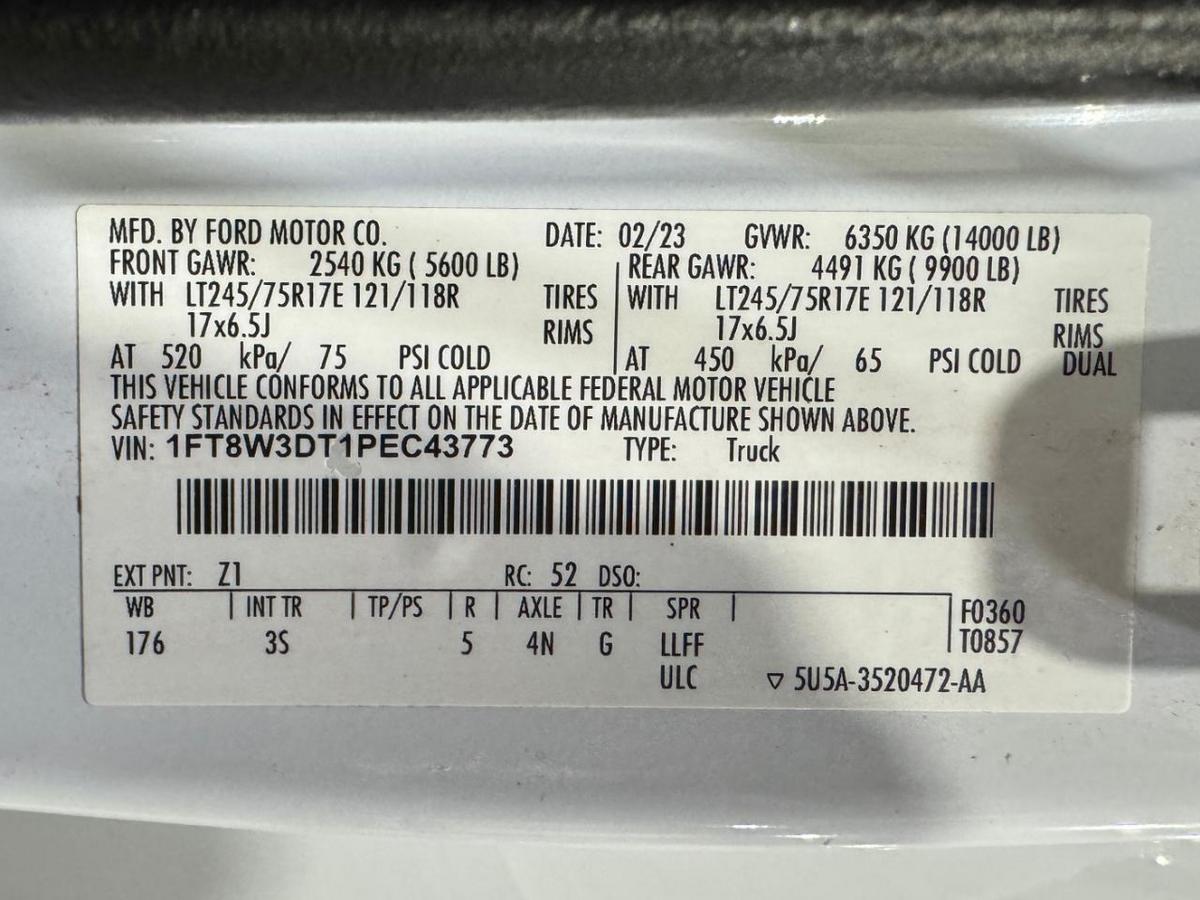 MFD. BY FORD MOTOR CO. DATE: 02/23 GVWR: 6350 KG (14000 LB)
FRONT GAWR: 2540 KG ( 5600 LB) REAR GAWR: 4491 KG ( 9900 LB)
WITH LT245/75R17E 121/118R TIRES WITH LT245/75R17E 121/118R TIRES
17x6.5J RIMS 17x6.5J RIMS
AT 520 kPa/ 75 PSI COLD AT 450 kPa/ 65 PSI COLD DUAL
THIS VEHICLE CONFORMS TO ALL APPLICABLE FEDERAL MOTOR VEHICLE
SAFETY STANDARDS IN EFFECT ON THE DATE OF MANUFACTURE SHOWN ABOVE.
VIN: 1FT8W3DT1PEC43773 TYPE: Truck
EXT PNT: Z1 RC: 52 DSO:
WB | INT TR | TP/PS | R | AXLE | TR | SPR | F0360
176 3S 5 4N G LLFF T0857
ULC ▽ 5U5A-3520472-AA